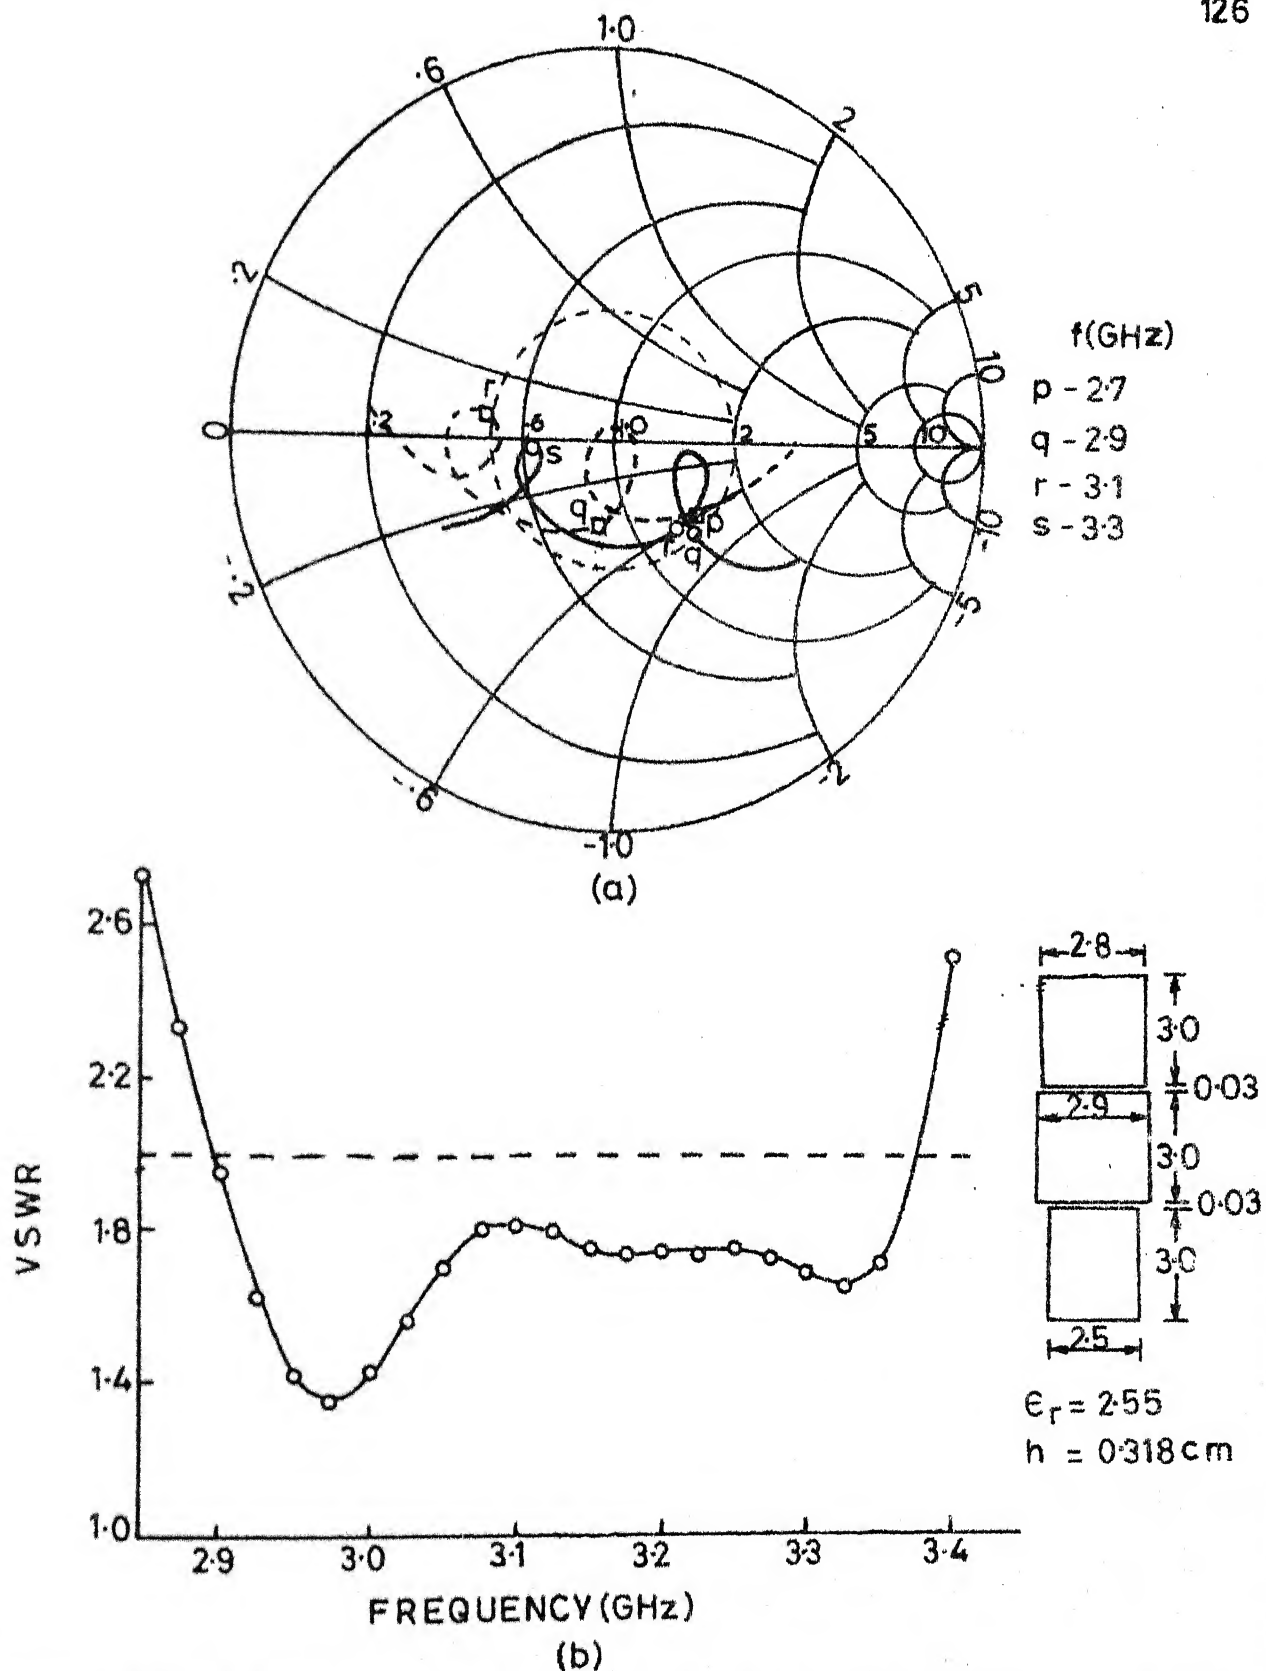 126
1.0
.6
2
.2
5
10
0
.2
.6
1.0
2
5
10
r
s
q
p
p
q
-.2
-10
-5
-.6
-2
-1.0
f(GHz)
p - 2.7
q - 2.9
r - 3.1
s - 3.3
(a)
2.6
2.2
1.8
1.4
1.0
VSWR
2.9
3.0
3.1
3.2
3.3
3.4
FREQUENCY (GHz)
(b)
2.8
3.0
0.03
2.9
3.0
0.03
3.0
2.5
ϵr = 2.55
h = 0.318 cm